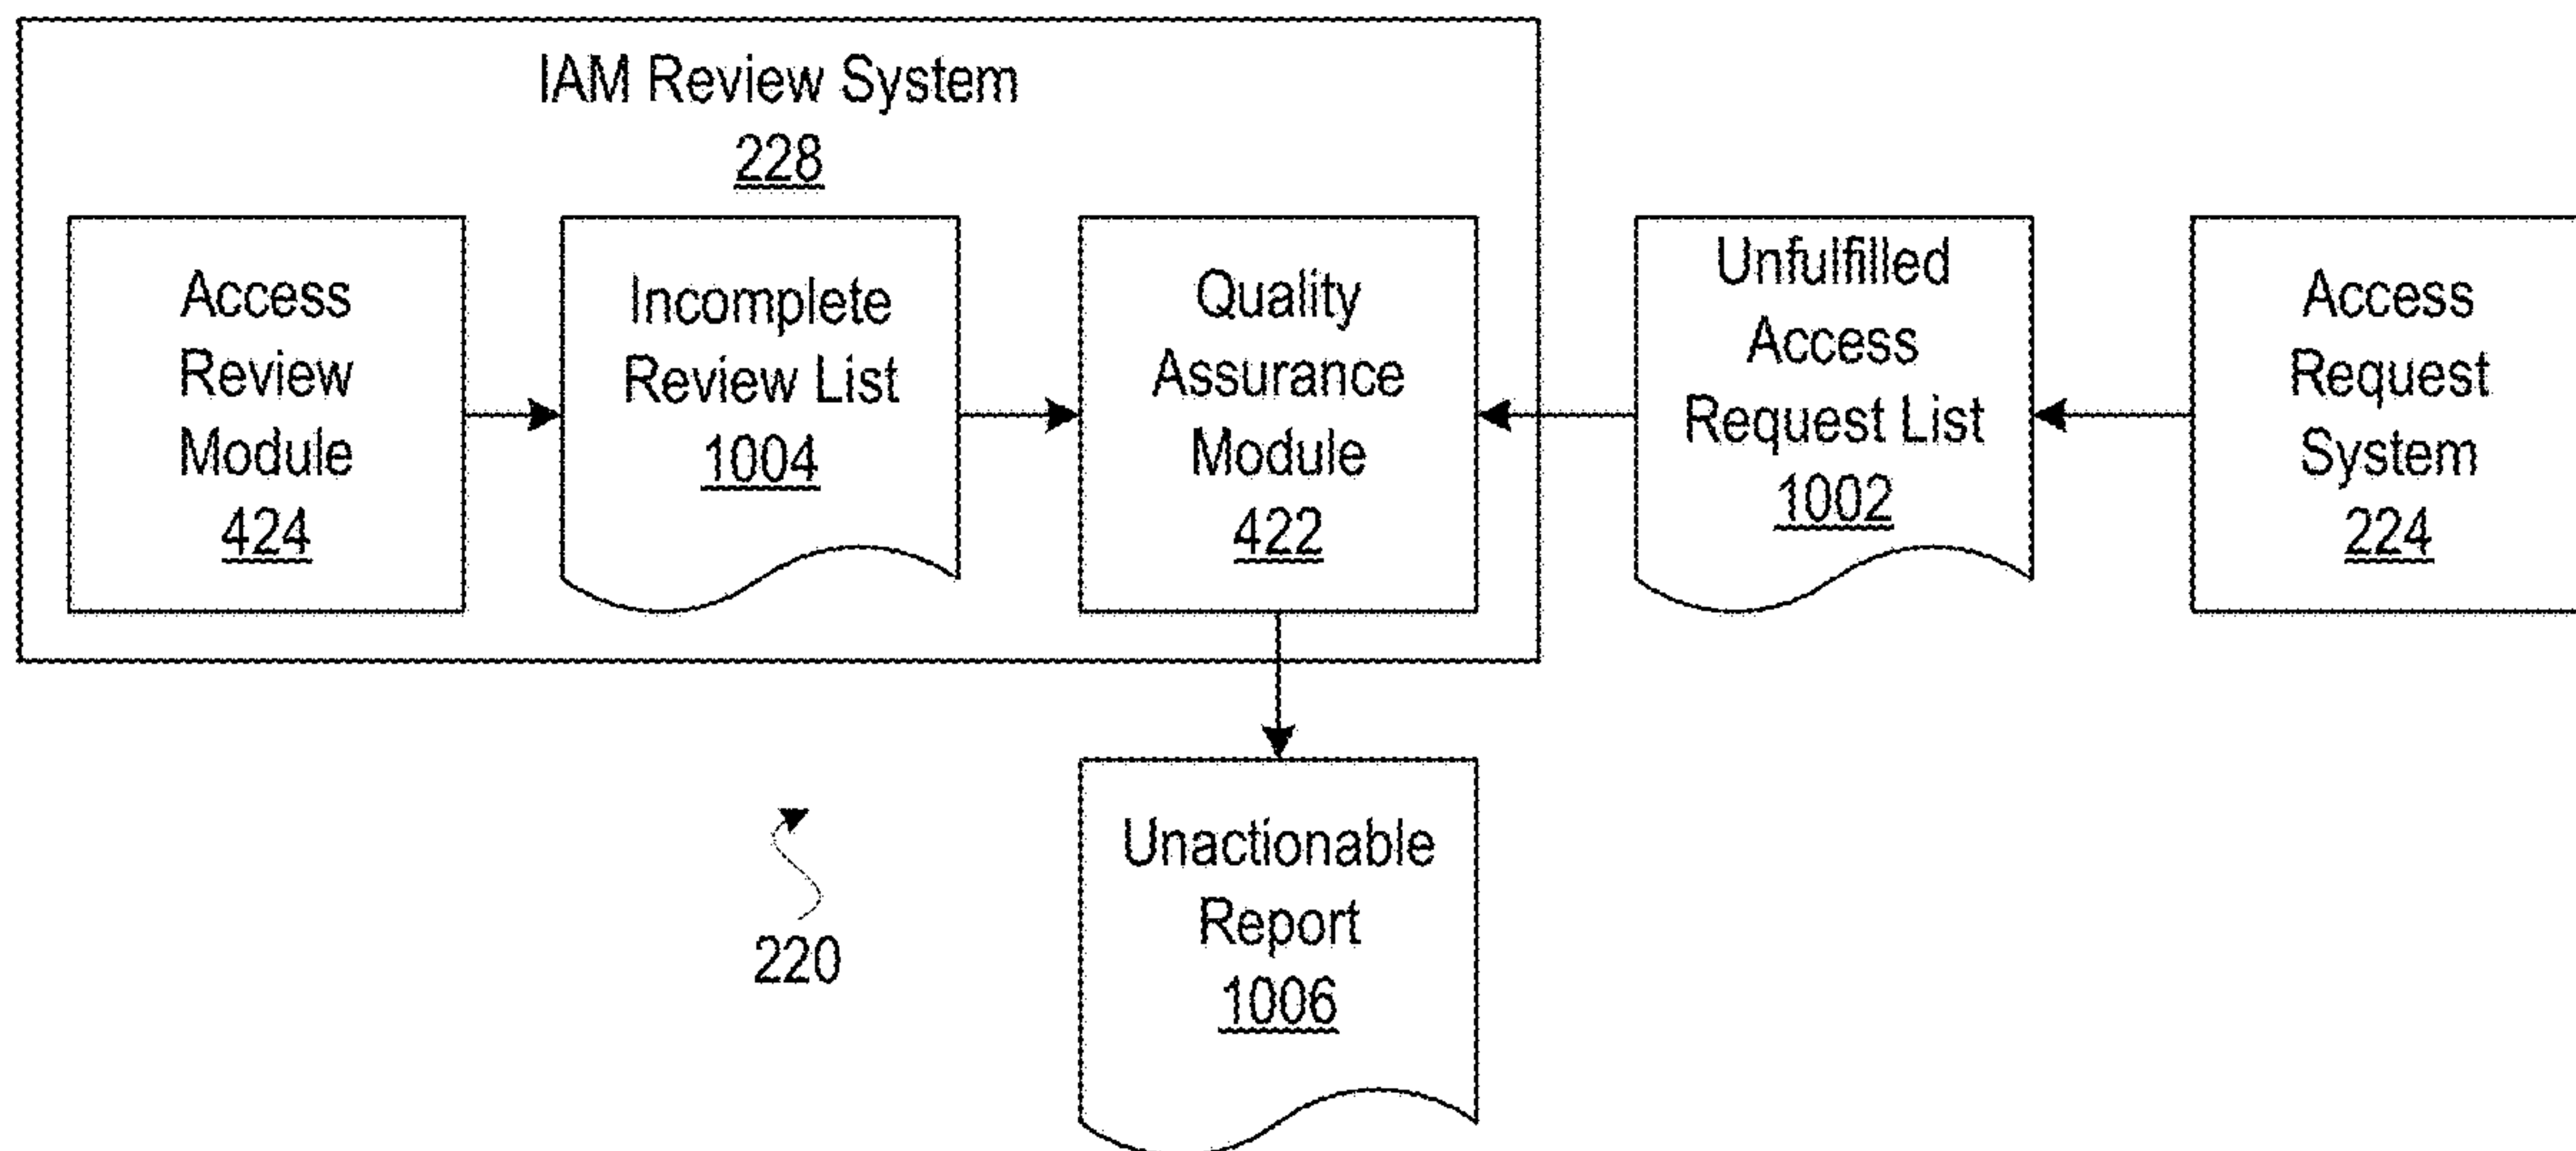 IAM Review System
228
Access
Review
Module
424
Incomplete
Review List
1004
Quality
Assurance
Module
422
Unfulfilled
Access
Request List
1002
Access
Request
System
224
220
Unactionable
Report
1006